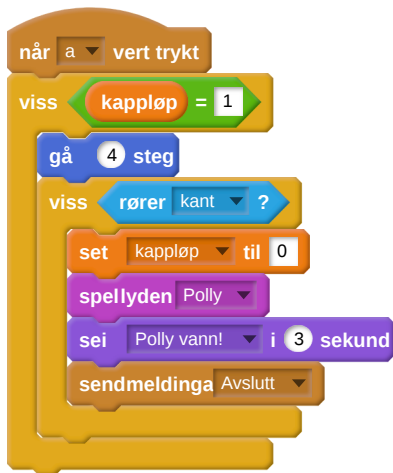 når a vert trykt
viss kappløp = 1
gå 4 steg
viss rører kant ?
set kappløp til 0
spellyden Polly
sei Polly vann! i 3 sekund
sendmeldinga Avslutt